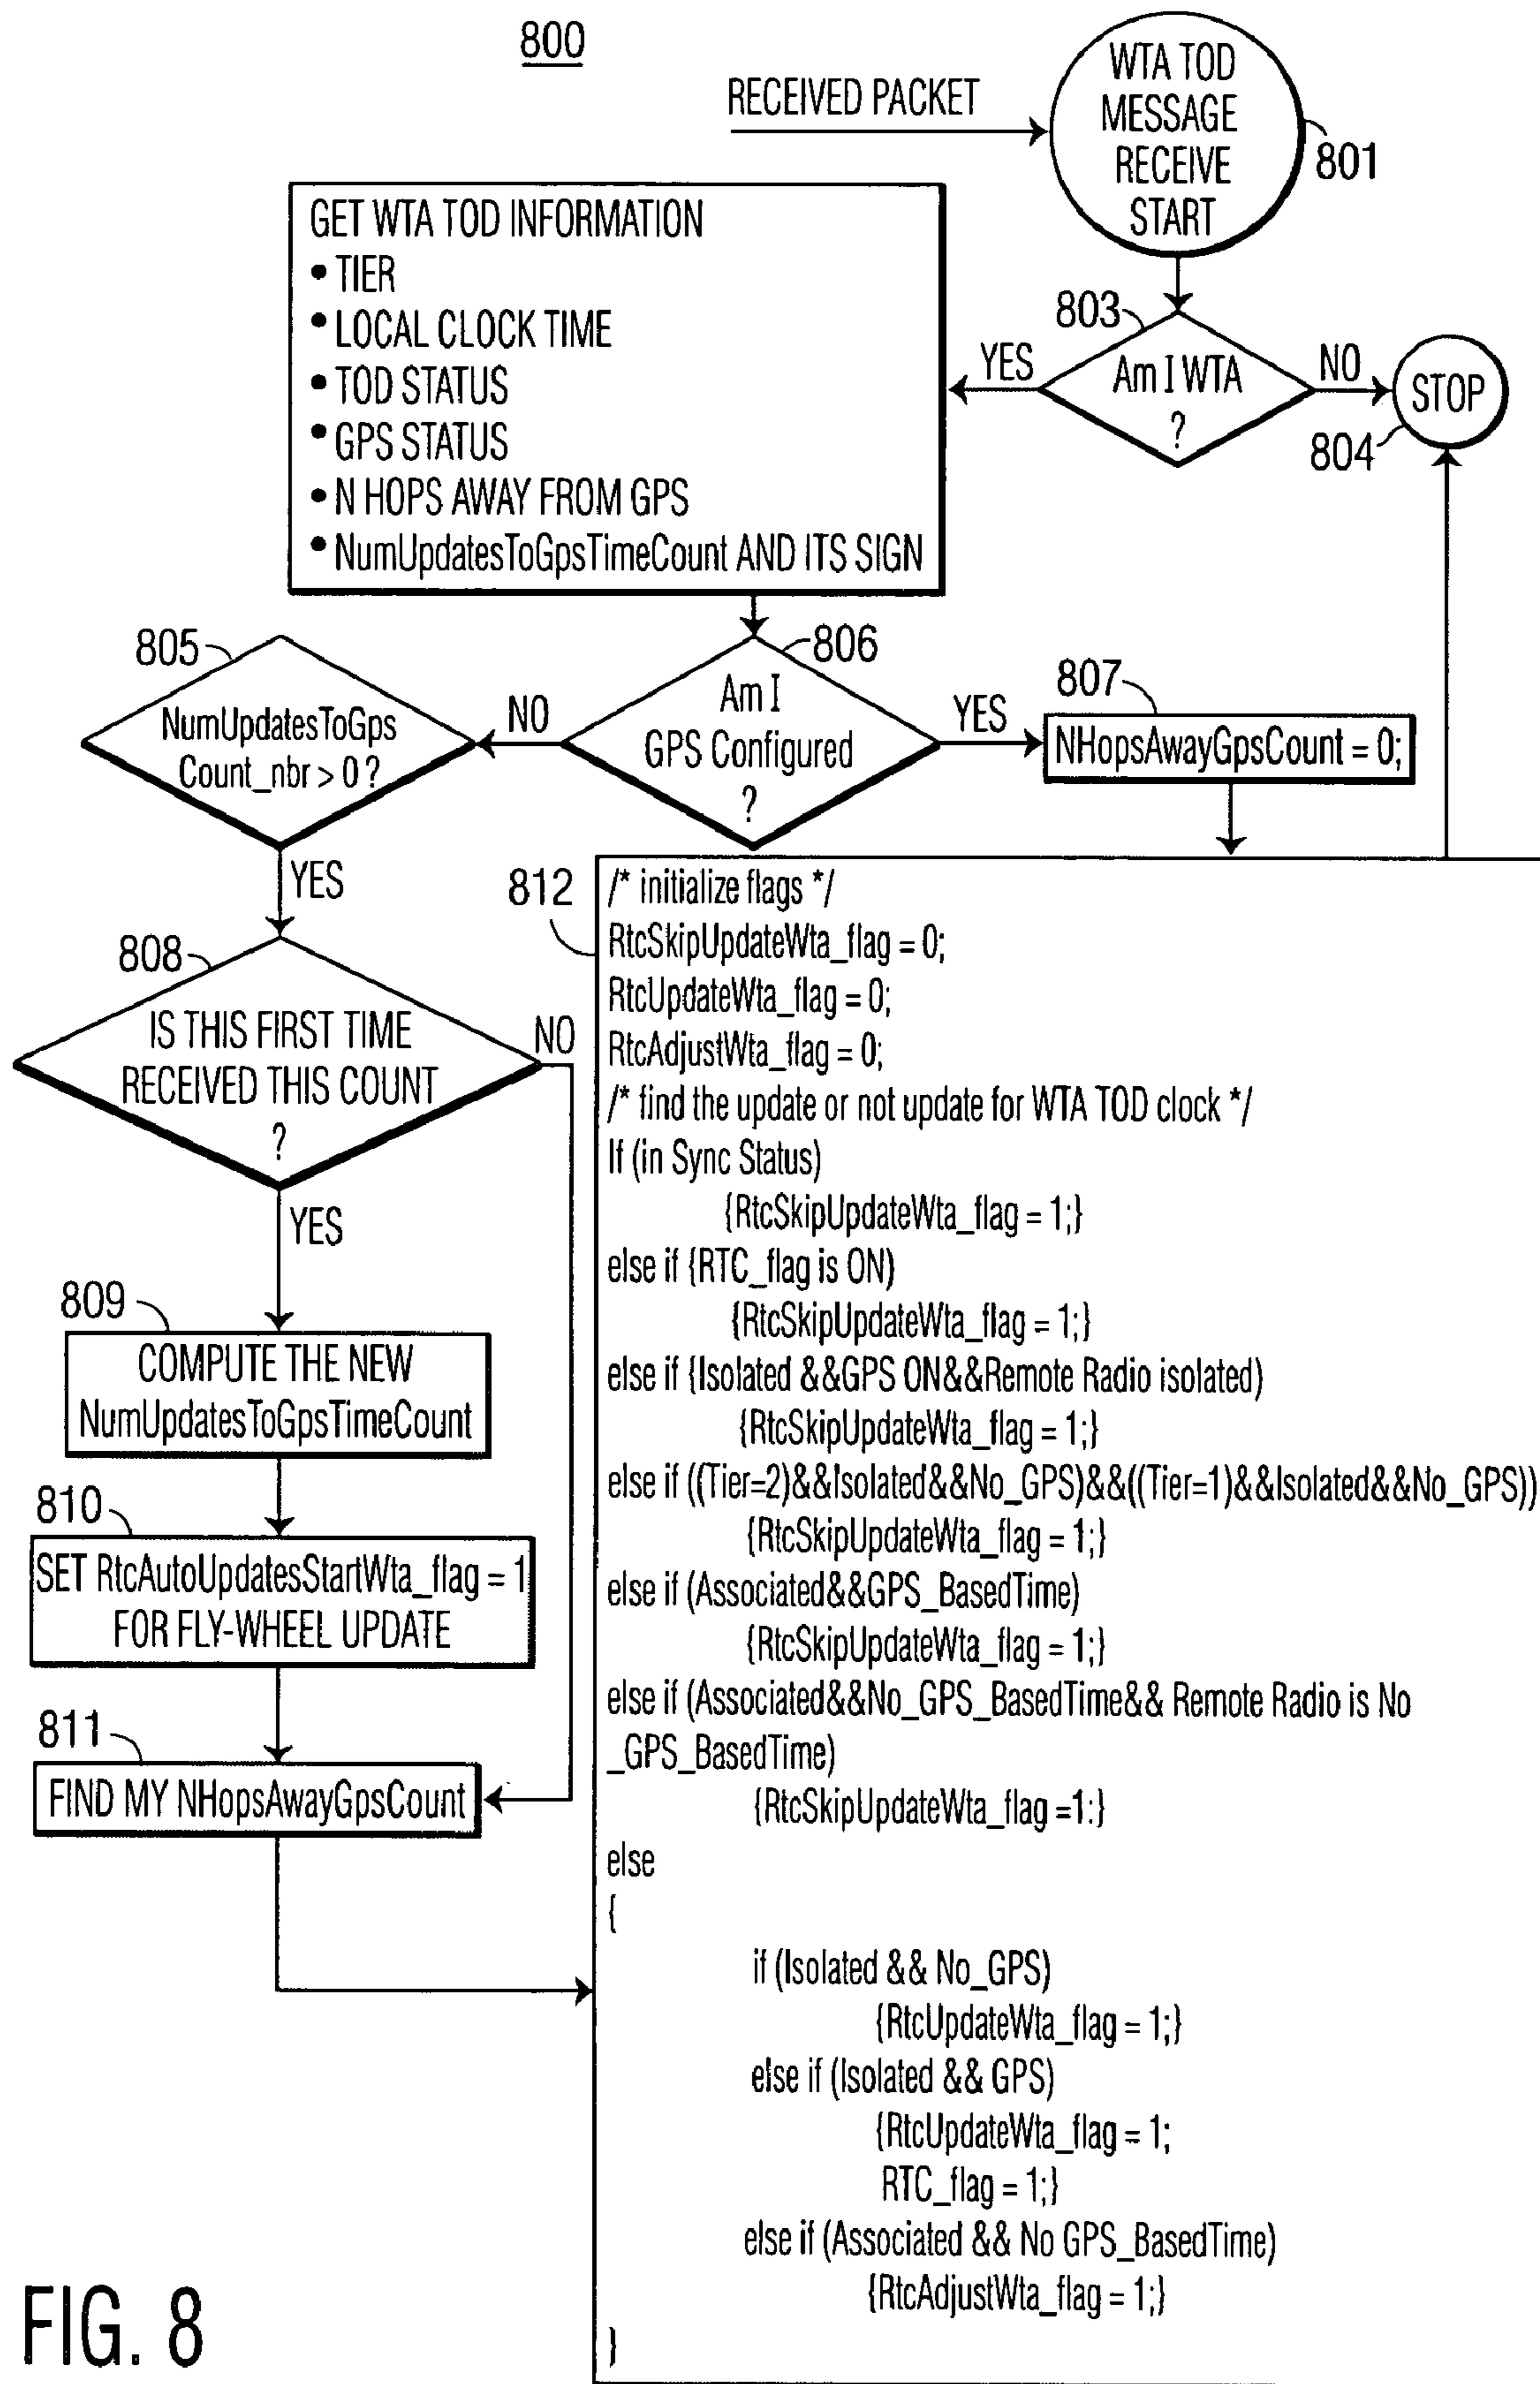 800
RECEIVED PACKET
WTA TOD
MESSAGE
RECEIVE
START
801
GET WTA TOD INFORMATION
• TIER
• LOCAL CLOCK TIME
• TOD STATUS
• GPS STATUS
• N HOPS AWAY FROM GPS
• NumUpdatesToGpsTimeCount AND ITS SIGN
803
YES
Am I WTA
?
NO
STOP
804
805
NumUpdatesToGps
Count_nbr > 0 ?
NO
806
Am I
GPS Configured
?
YES
807
NHopsAwayGpsCount = 0;
YES
808
IS THIS FIRST TIME
RECEIVED THIS COUNT
?
NO
YES
809
COMPUTE THE NEW
NumUpdatesToGpsTimeCount
810
SET RtcAutoUpdatesStartWta_flag = 1
FOR FLY-WHEEL UPDATE
811
FIND MY NHopsAwayGpsCount
812
/* initialize flags */
RtcSkipUpdateWta_flag = 0;
RtcUpdateWta_flag = 0;
RtcAdjustWta_flag = 0;
/* find the update or not update for WTA TOD clock */
If (in Sync Status)
{RtcSkipUpdateWta_flag = 1;}
else if {RTC_flag is ON)
{RtcSkipUpdateWta_flag = 1;}
else if {Isolated &&GPS ON&&Remote Radio isolated)
{RtcSkipUpdateWta_flag = 1;}
else if ((Tier=2)&&Isolated&&No_GPS)&&((Tier=1)&&Isolated&&No_GPS))
{RtcSkipUpdateWta_flag = 1;}
else if (Associated&&GPS_BasedTime)
{RtcSkipUpdateWta_flag = 1;}
else if (Associated&&No_GPS_BasedTime&& Remote Radio is No
_GPS_BasedTime)
{RtcSkipUpdateWta_flag =1:}
else
{
if (Isolated && No_GPS)
{RtcUpdateWta_flag = 1;}
else if (Isolated && GPS)
{RtcUpdateWta_flag = 1;
RTC_flag = 1;}
else if (Associated && No GPS_BasedTime)
{RtcAdjustWta_flag = 1;}
}
FIG. 8